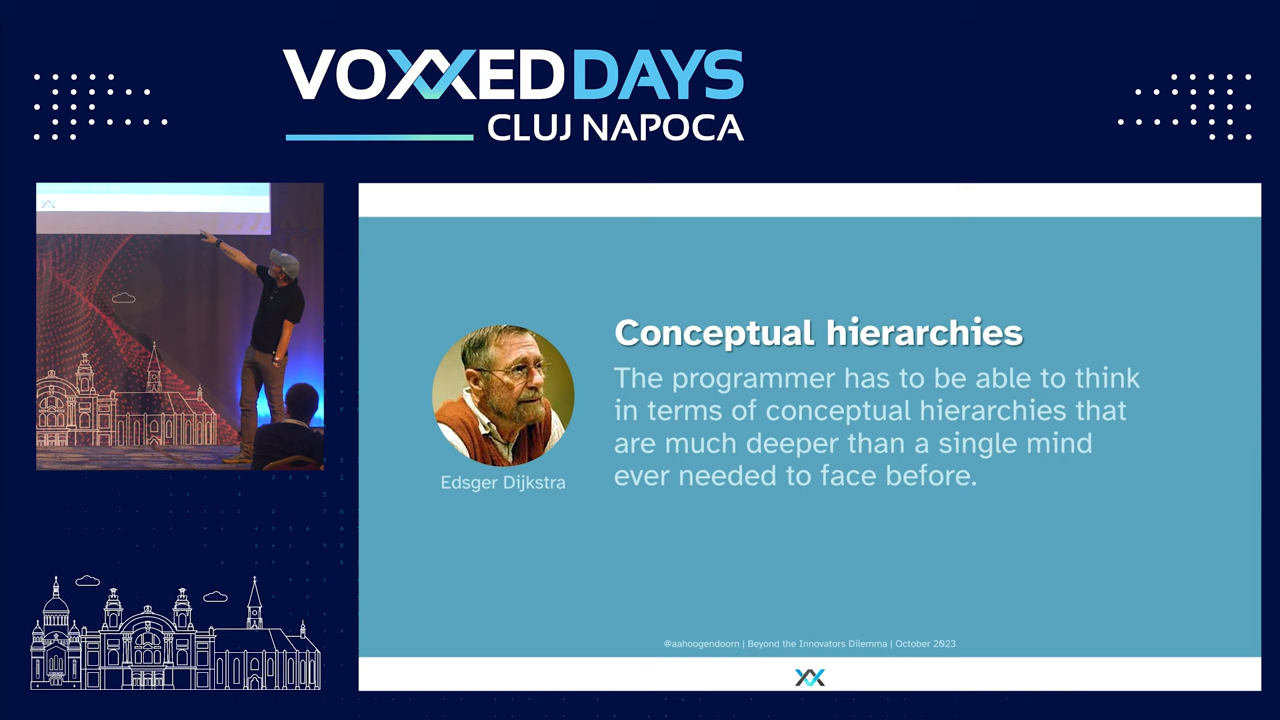 VOXXED DAYS
CLUJ NAPOCA
Conceptual hierarchies
The programmer has to be able to think
in terms of conceptual hierarchies that
are much deeper than a single mind
ever needed to face before.
Edsger Dijkstra
@aahoogendoorn | Beyond the Innovators Dilemma | October 2023